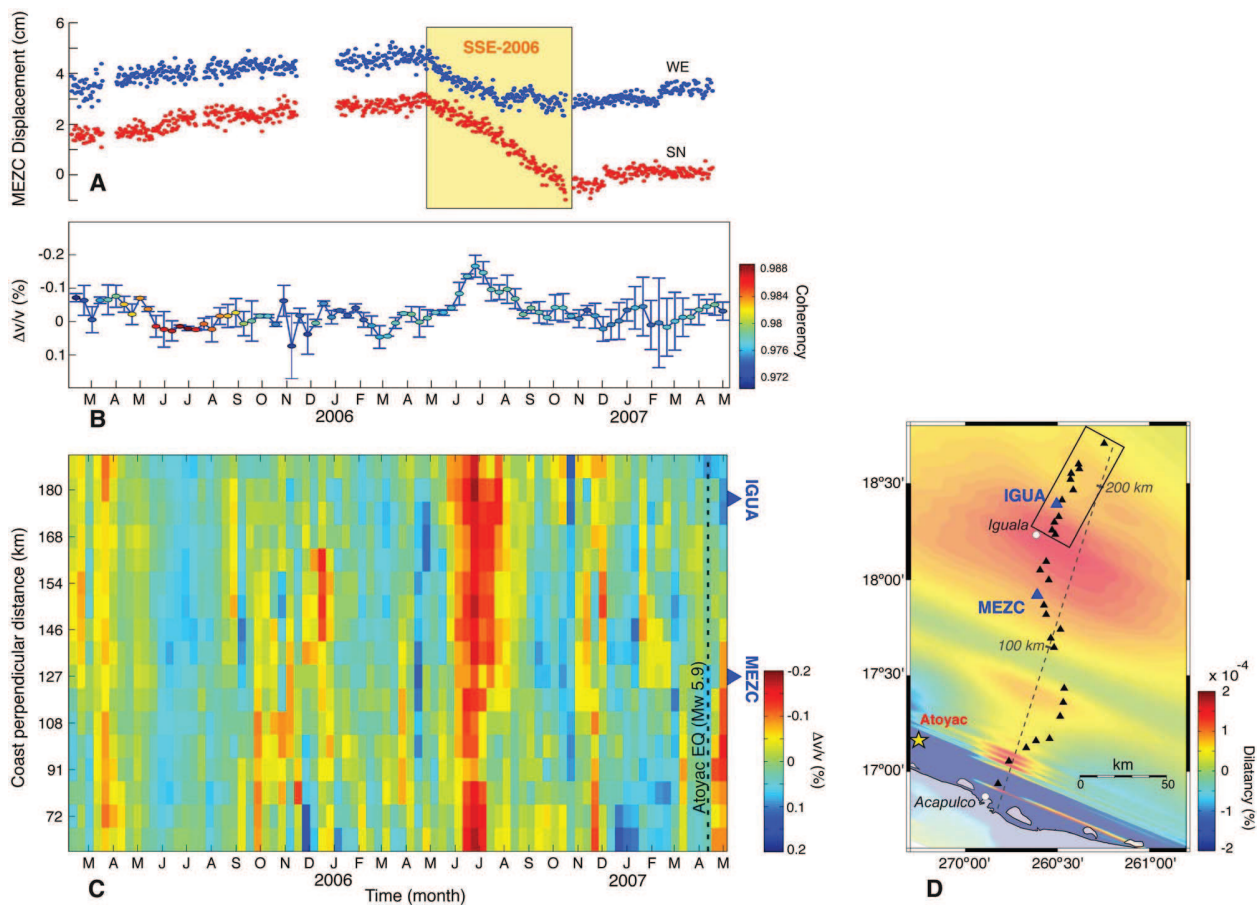 MEZC Displacement (cm)
6
4
2
0
SSE-2006
WE
SN
A
Δv/v (%)
-0.2
-0.1
0
0.1
0.988
0.984
0.98
0.976
0.972
Coherency
M A M J J A S O N D J F M A M J J A S O N D J F M A M
2006 2007
B
Coast perpendicular distance (km)
180
168
154
146
127
108
91
72
IGUA
MEZC
Atoyac EQ (Mw 5.9)
-0.2
-0.1
0
0.1
0.2
Δv/v (%)
M A M J J A S O N D J F M A M J J A S O N D J F M A M
2006 2007
Time (month)
C
18°30'
18°00'
17°30'
17°00'
200 km
IGUA
Iguala
MEZC
100 km
Atoyac
km
0 50
Acapulco
270°00' 260°30' 261°00'
D
x 10⁻⁴
2
1
0
-1
-2
Dilatancy (%)